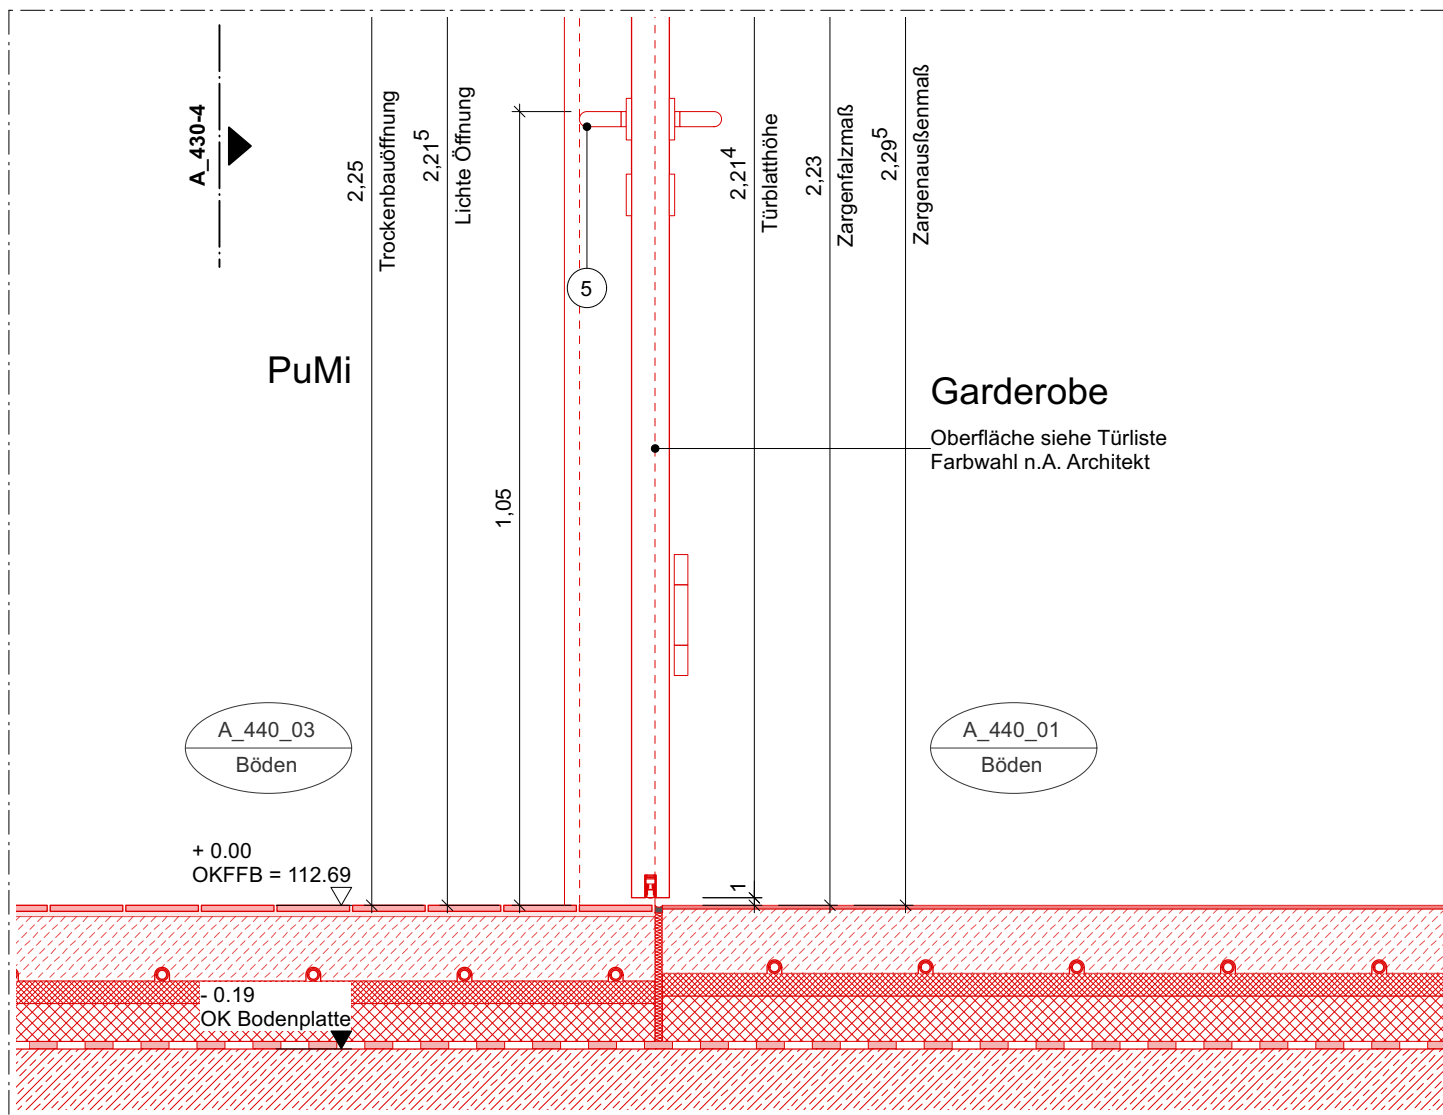 A_430-4
2,25
Trockenbauöffnung
2,21⁵
Lichte Öffnung
2,21⁴
Türblatthöhe
2,23
Zargenfalzmaß
2,29⁵
Zargenaußenmaß
5
PuMi
Garderobe
Oberfläche siehe Türliste
Farbwahl n.A. Architekt
1,05
A_440_03
Böden
A_440_01
Böden
+ 0.00
OKFFB = 112.69
1
- 0.19
OK Bodenplatte